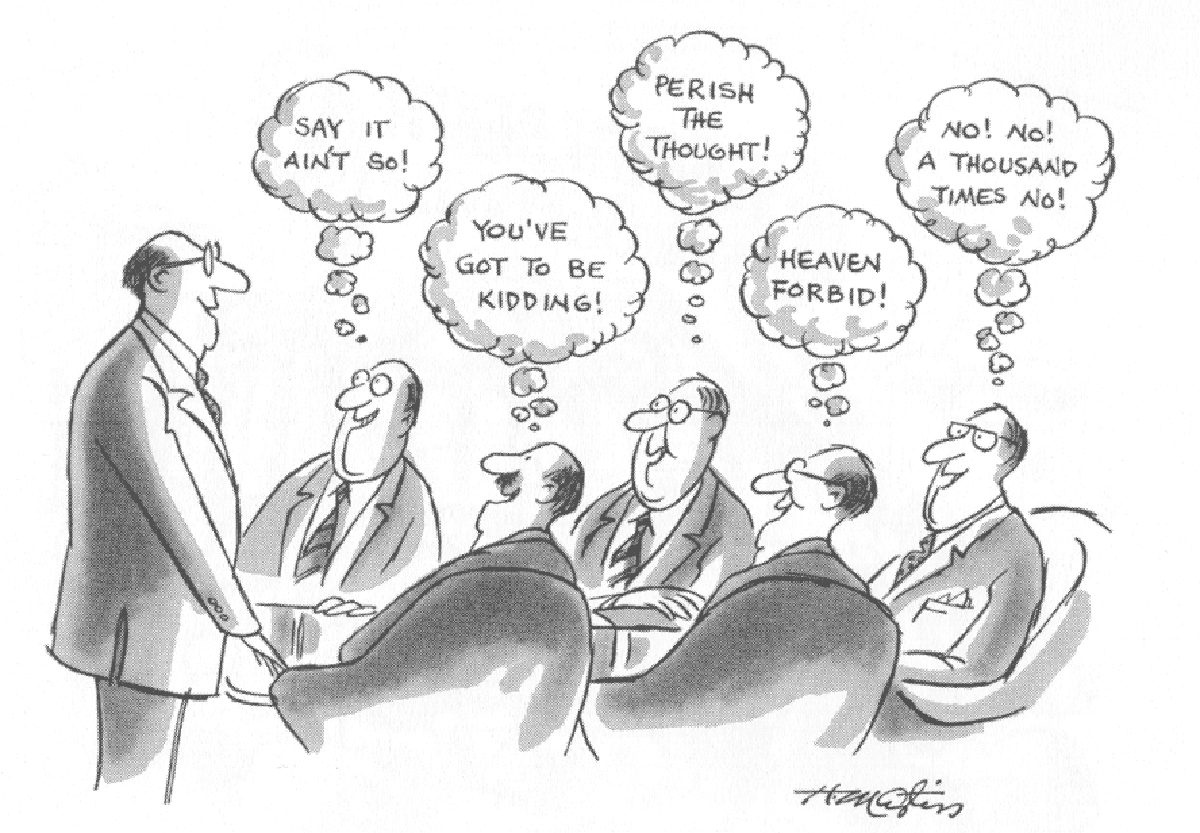 SAY IT
AIN'T SO!
YOU'VE
GOT TO BE
KIDDING!
PERISH
THE
THOUGHT!
HEAVEN
FORBID!
NO! NO!
A THOUSAND
TIMES NO!